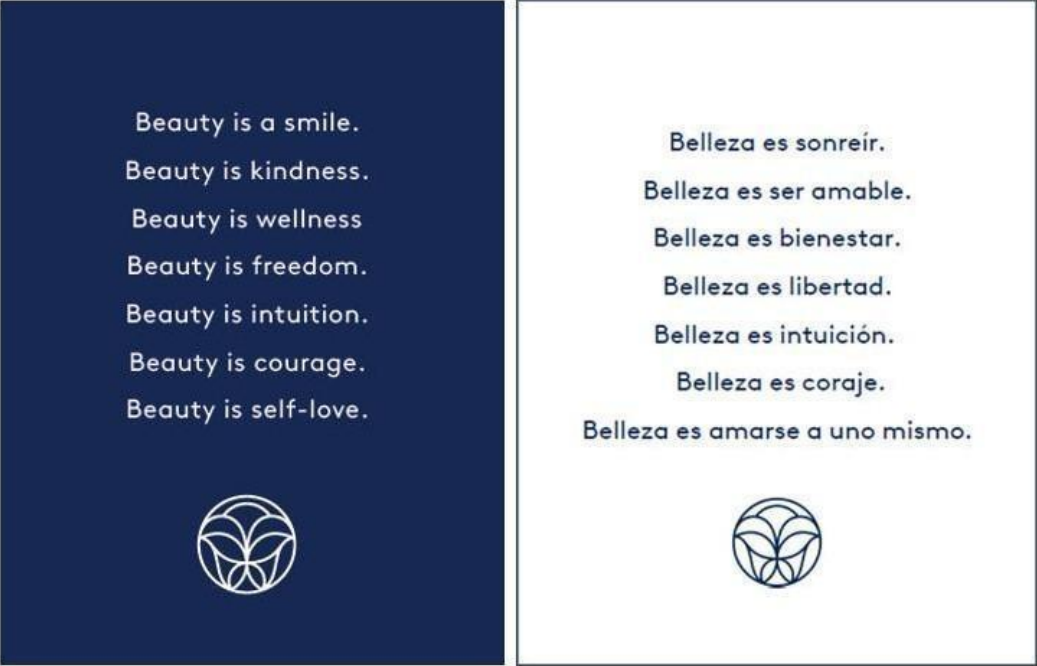 Beauty is a smile.
Beauty is kindness.
Beauty is wellness
Beauty is freedom.
Beauty is intuition.
Beauty is courage.
Beauty is self-love.
Belleza es sonreír.
Belleza es ser amable.
Belleza es bienestar.
Belleza es libertad.
Belleza es intuición.
Belleza es coraje.
Belleza es amarse a uno mismo.